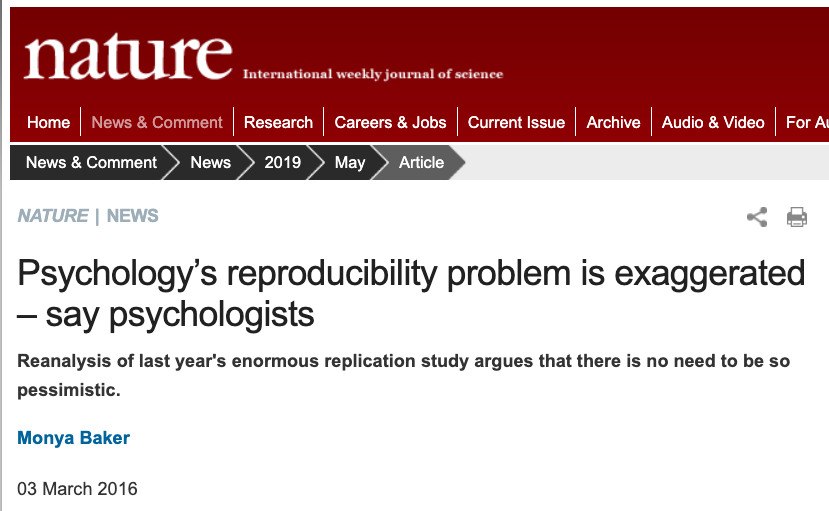 nature International weekly journal of science
Home News & Comment Research Careers & Jobs Current Issue Archive Audio & Video For Au
News & Comment News 2019 May Article
NATURE | NEWS
Psychology’s reproducibility problem is exaggerated
– say psychologists
Reanalysis of last year's enormous replication study argues that there is no need to be so
pessimistic.
Monya Baker
03 March 2016